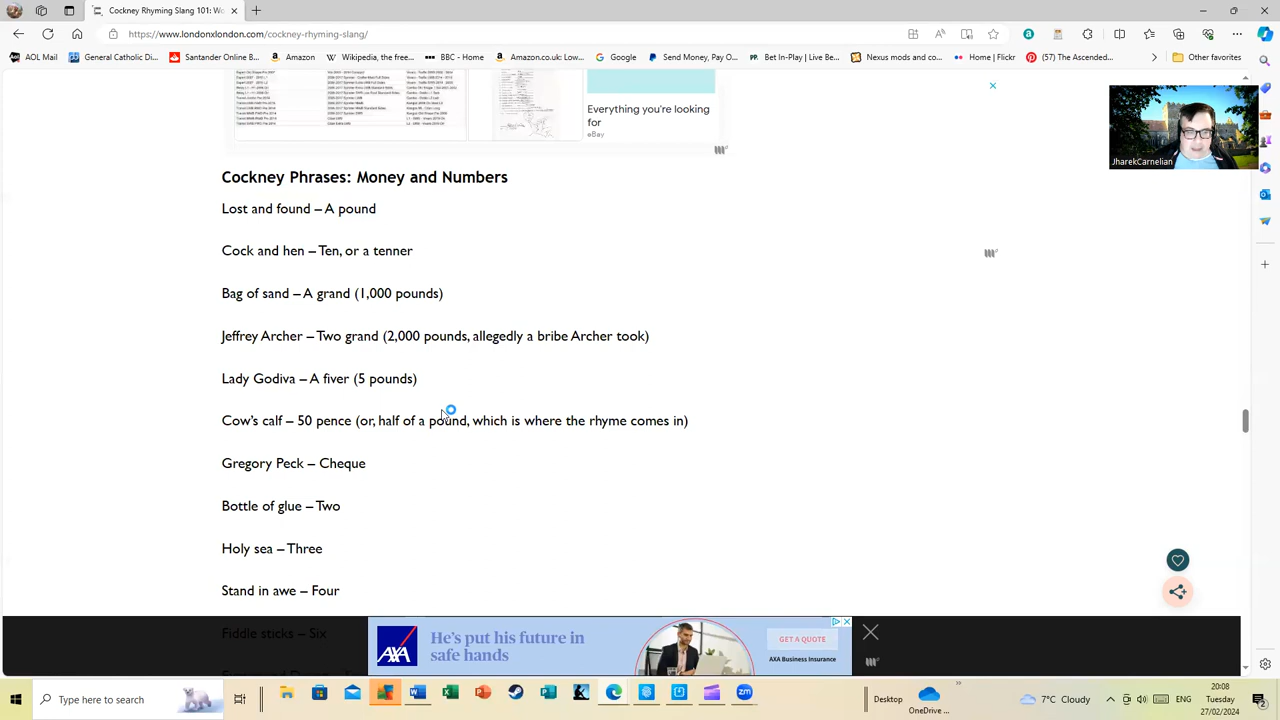 Cockney Rhyming Slang 101: Wo
https://www.londonxlondon.com/cockney-rhyming-slang/
AOL Mail
General Catholic Di...
Santander Online B...
Amazon
Wikipedia, the free...
BBC - Home
Amazon.co.uk: Low...
Google
Send Money, Pay O...
Bet In-Play | Live Be...
Nexus mods and co...
Home | Flickr
(57) The Ascended...
Other favourites
Everything you're looking
for
eBay
JharekCarnelian
Cockney Phrases: Money and Numbers
Lost and found – A pound
Cock and hen – Ten, or a tenner
Bag of sand – A grand (1,000 pounds)
Jeffrey Archer – Two grand (2,000 pounds, allegedly a bribe Archer took)
Lady Godiva – A fiver (5 pounds)
Cow's calf – 50 pence (or, half of a pound, which is where the rhyme comes in)
Gregory Peck – Cheque
Bottle of glue – Two
Holy sea – Three
Stand in awe – Four
Fiddle sticks – Six
He's put his future in
safe hands
AXA
GET A QUOTE
AXA Business Insurance
Type here to search
Desktop
OneDrive ...
7°C Cloudy
ENG
20:08
Tuesday
27/02/2024